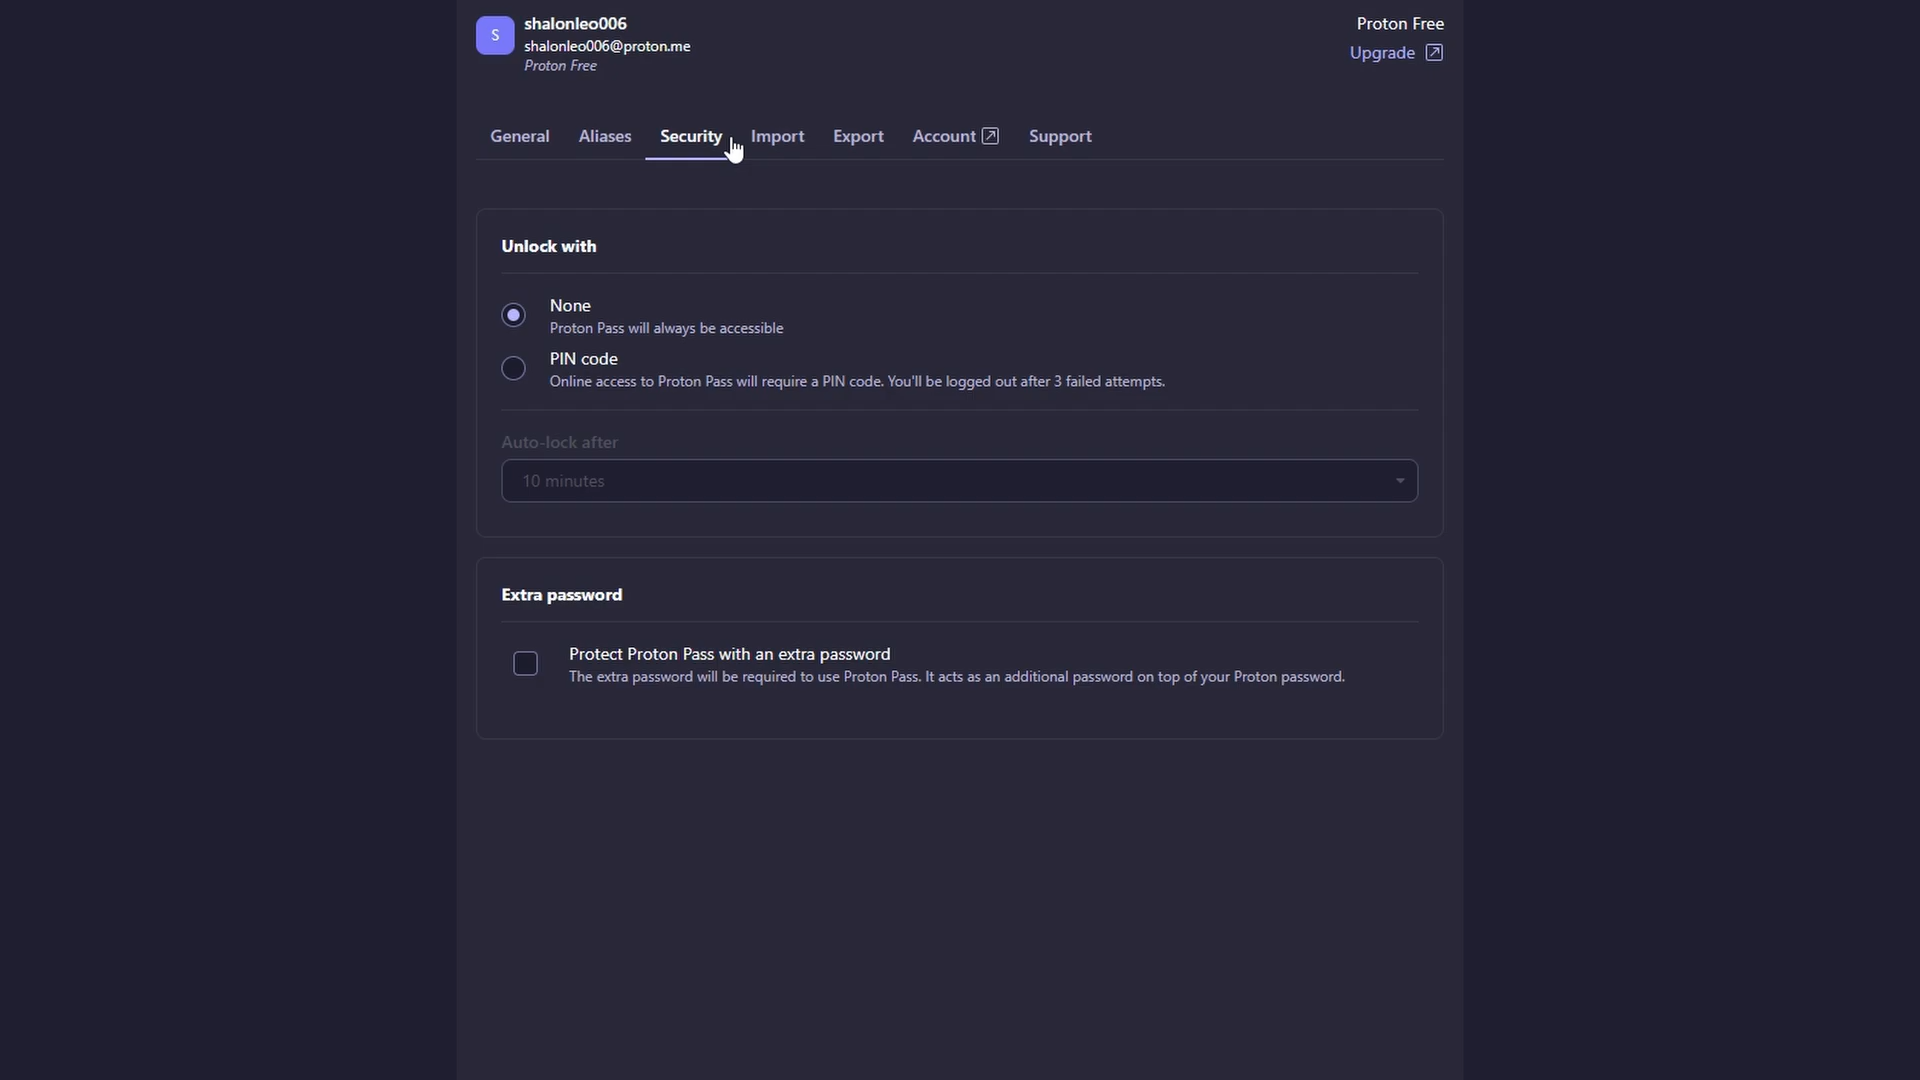 S
shalonleo006
shalonleo006@proton.me
Proton Free
Proton Free
Upgrade
General Aliases Security Import Export Account Support
Unlock with
None
Proton Pass will always be accessible
PIN code
Online access to Proton Pass will require a PIN code. You'll be logged out after 3 failed attempts.
Auto-lock after
10 minutes
Extra password
Protect Proton Pass with an extra password
The extra password will be required to use Proton Pass. It acts as an additional password on top of your Proton password.